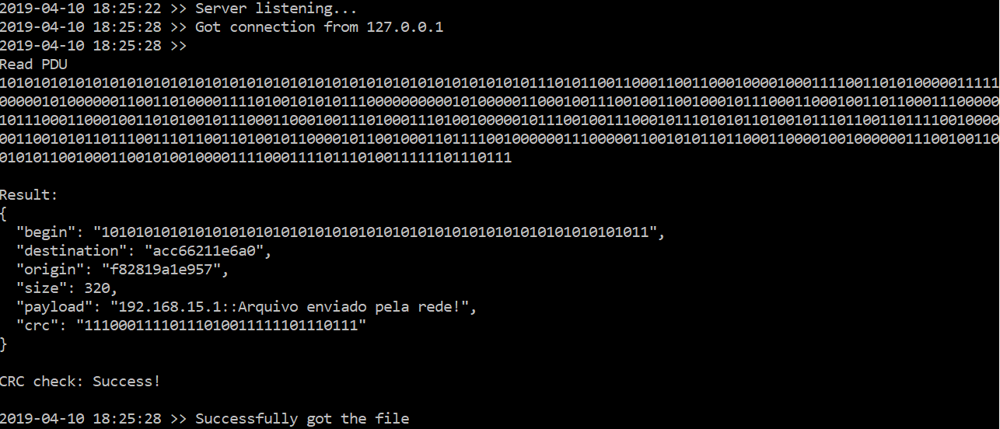 2019-04-10 18:25:22 >> Server listening...
2019-04-10 18:25:28 >> Got connection from 127.0.0.1
2019-04-10 18:25:28 >>
Read PDU
101010101010101010101010101010101010101010101010101010101010101110101100110001100110001000010001111001101010000011111
000001010000001100110100001111010010101011100000000001010000011000100111001001100100010111000110001001101100011100000
101110001100010011010100101110001100010011101000111010010000010111001001110001011101010110100101110110011011110010000
001100101011011100111011001101001011000010110010001101111001000000111000001100101011011000110000100100000011100100110
010101100100011001010010000111100011110111010011111101110111
Result:
{
"begin": "1010101010101010101010101010101010101010101010101010101010101011",
"destination": "acc66211e6a0",
"origin": "f82819a1e957",
"size": 320,
"payload": "192.168.15.1::Arquivo enviado pela rede!",
"crc": "11100011110111010011111101110111"
}
CRC check: Success!
2019-04-10 18:25:28 >> Successfully got the file